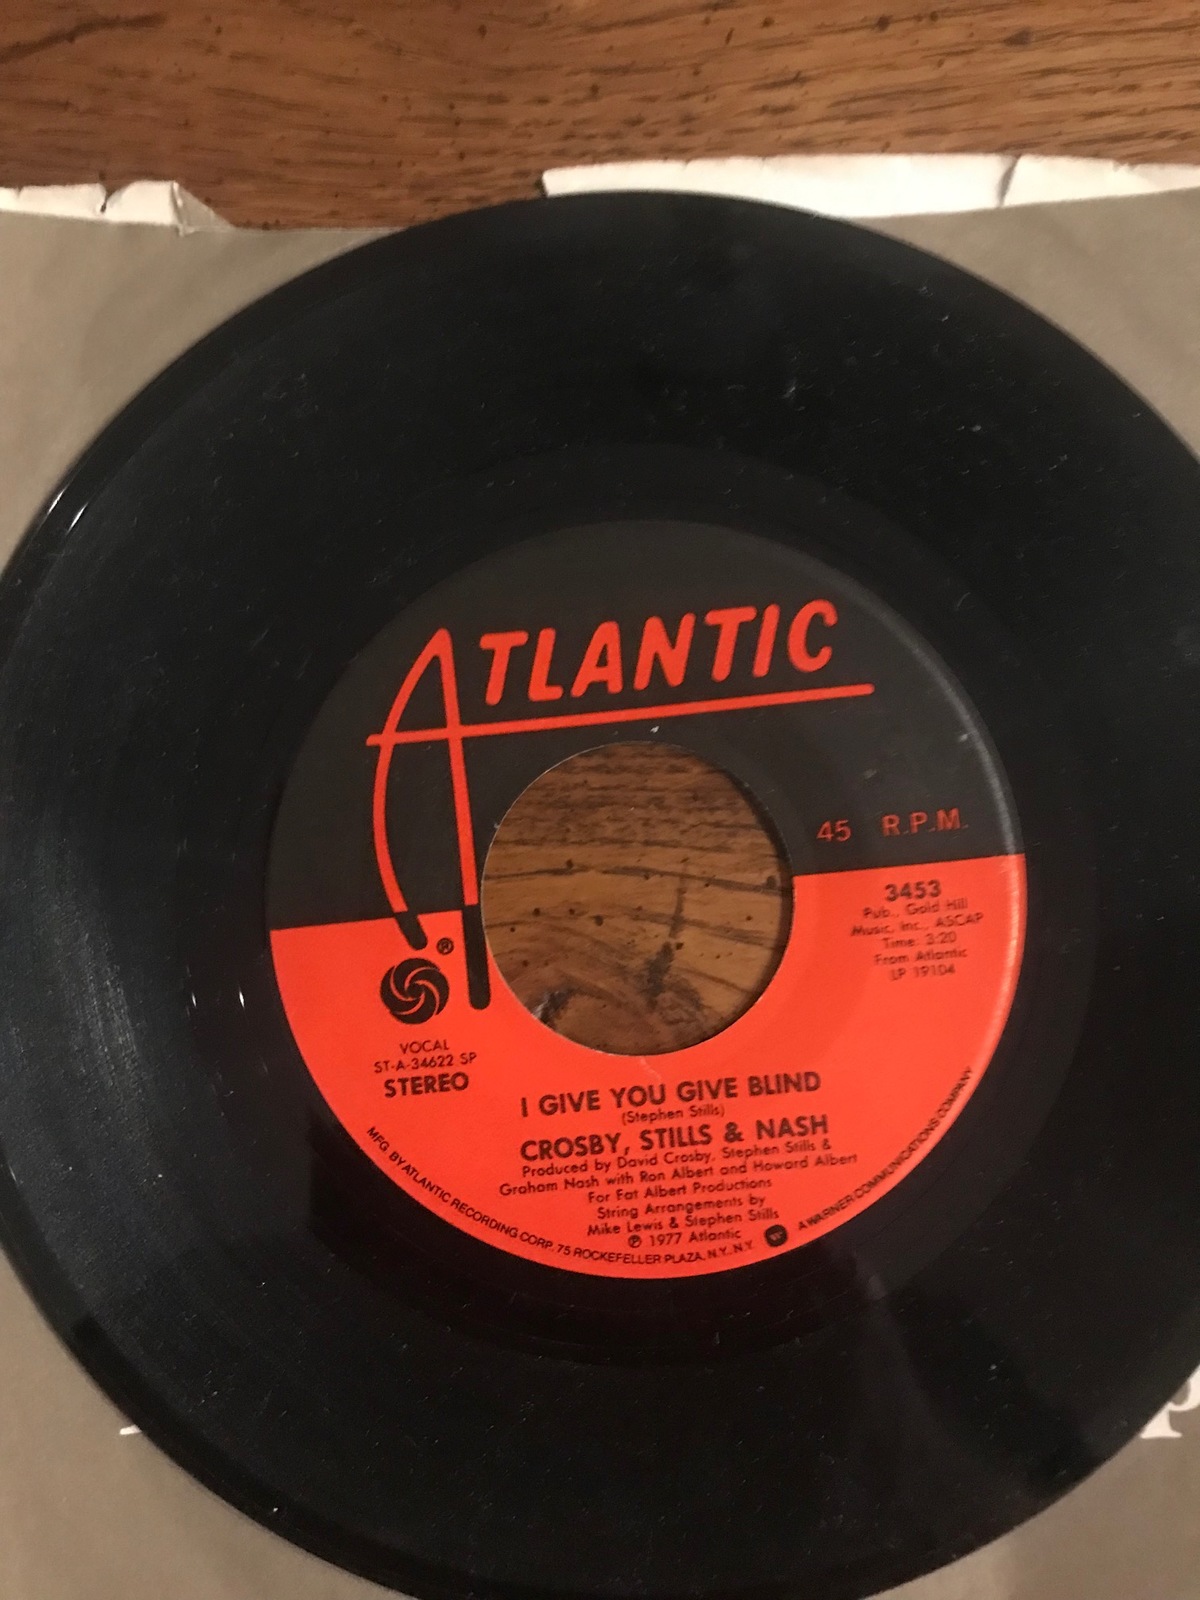 ATLANTIC
45 R.P.M.
3453
Pub., Gold Hill
Music, Inc., ASCAP
Time: 3:20
From Atlantic
LP 19104
®
VOCAL
ST-A-34622 SP
STEREO
I GIVE YOU GIVE BLIND
(Stephen Stills)
CROSBY, STILLS & NASH
Produced by David Crosby, Stephen Stills &
Graham Nash with Ron Albert and Howard Albert
For Fat Albert Productions
String Arrangements by
Mike Lewis & Stephen Stills
℗ 1977 Atlantic
MFG. BY ATLANTIC RECORDING CORP. 75 ROCKEFELLER PLAZA, N.Y. N.Y. A WARNER COMMUNICATIONS COMPANY